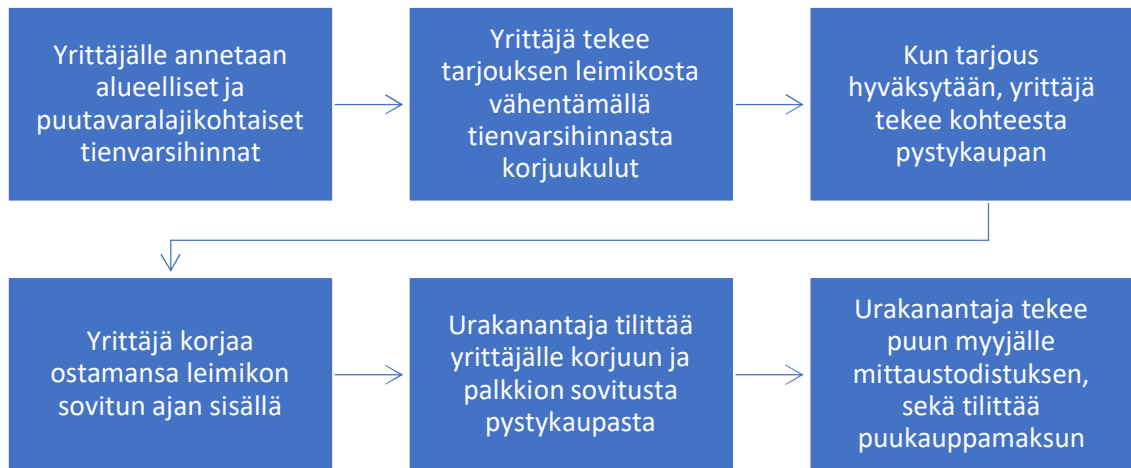 Yrittäjälle annetaan
alueelliset ja
puutavaralajikohtaiset
tienvarsihinnat
Yrittäjä tekee
tarjouksen leimikosta
vähentämällä
tienvarsihinnasta
korjuukulut
Kun tarjous
hyväksytään, yrittäjä
tekee kohteesta
pystykaupan
Yrittäjä korjaa
ostamansa leimikon
sovitun ajan sisällä
Urakanantaja tilittää
yrittäjälle korjuun ja
palkkion sovitusta
pystykaupasta
Urakanantaja tekee
puun myyjälle
mittaustodistuksen,
sekä tilittää
puukauppamaksun